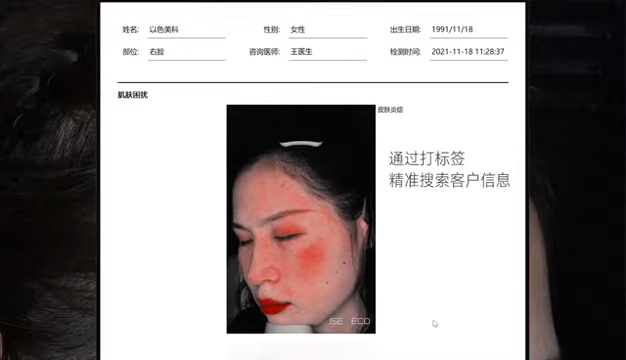 姓名: 以色美科 性别: 女性 出生日期: 1991/11/18
部位: 右脸 咨询医师: 王医生 检测时间: 2021-11-18 11:28:37
肌肤困扰
皮肤炎症
通过打标签
精准搜索客户信息
ISE ECO